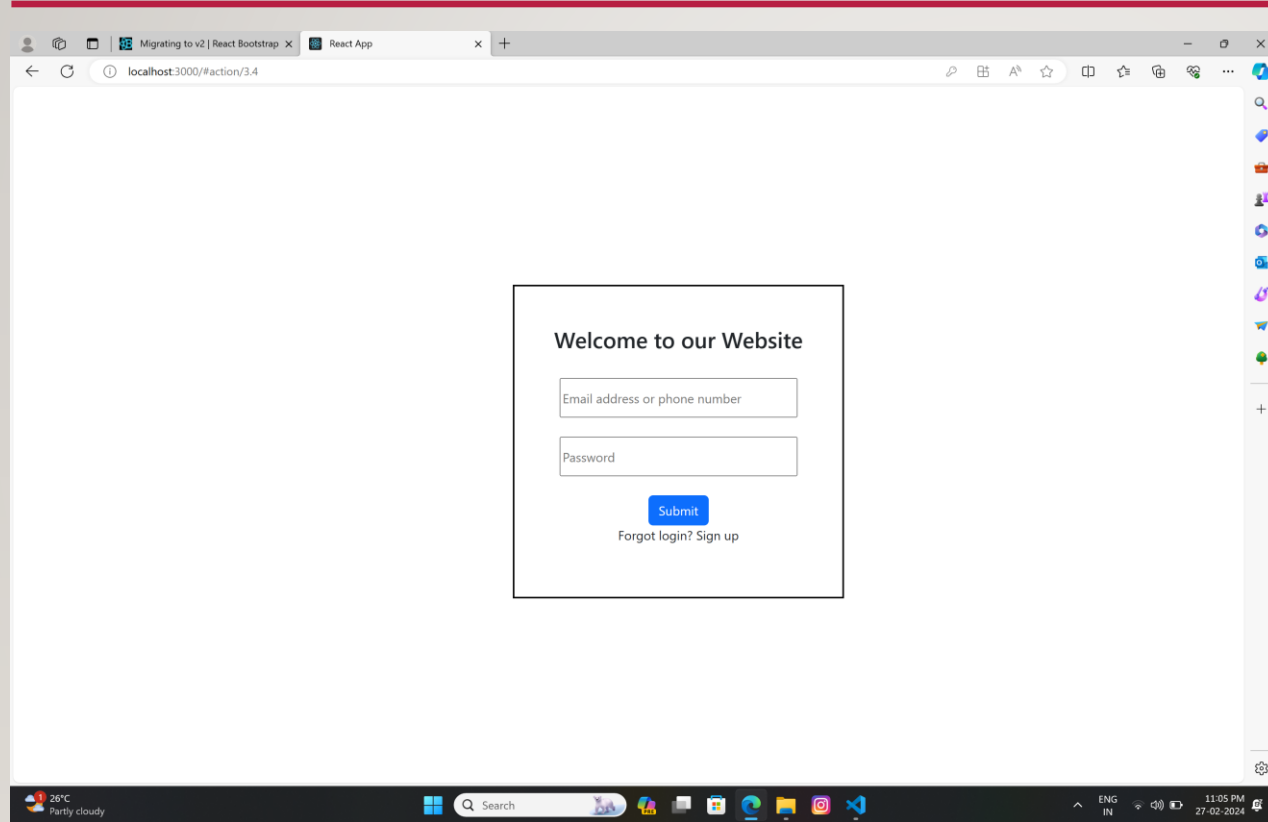 Migrating to v2 | React Bootstrap
React App
localhost:3000/#action/3.4
Welcome to our Website
Email address or phone number
Password
Submit
Forgot login? Sign up
1
26°C
Partly cloudy
Search
ENG
IN
11:05 PM
27-02-2024